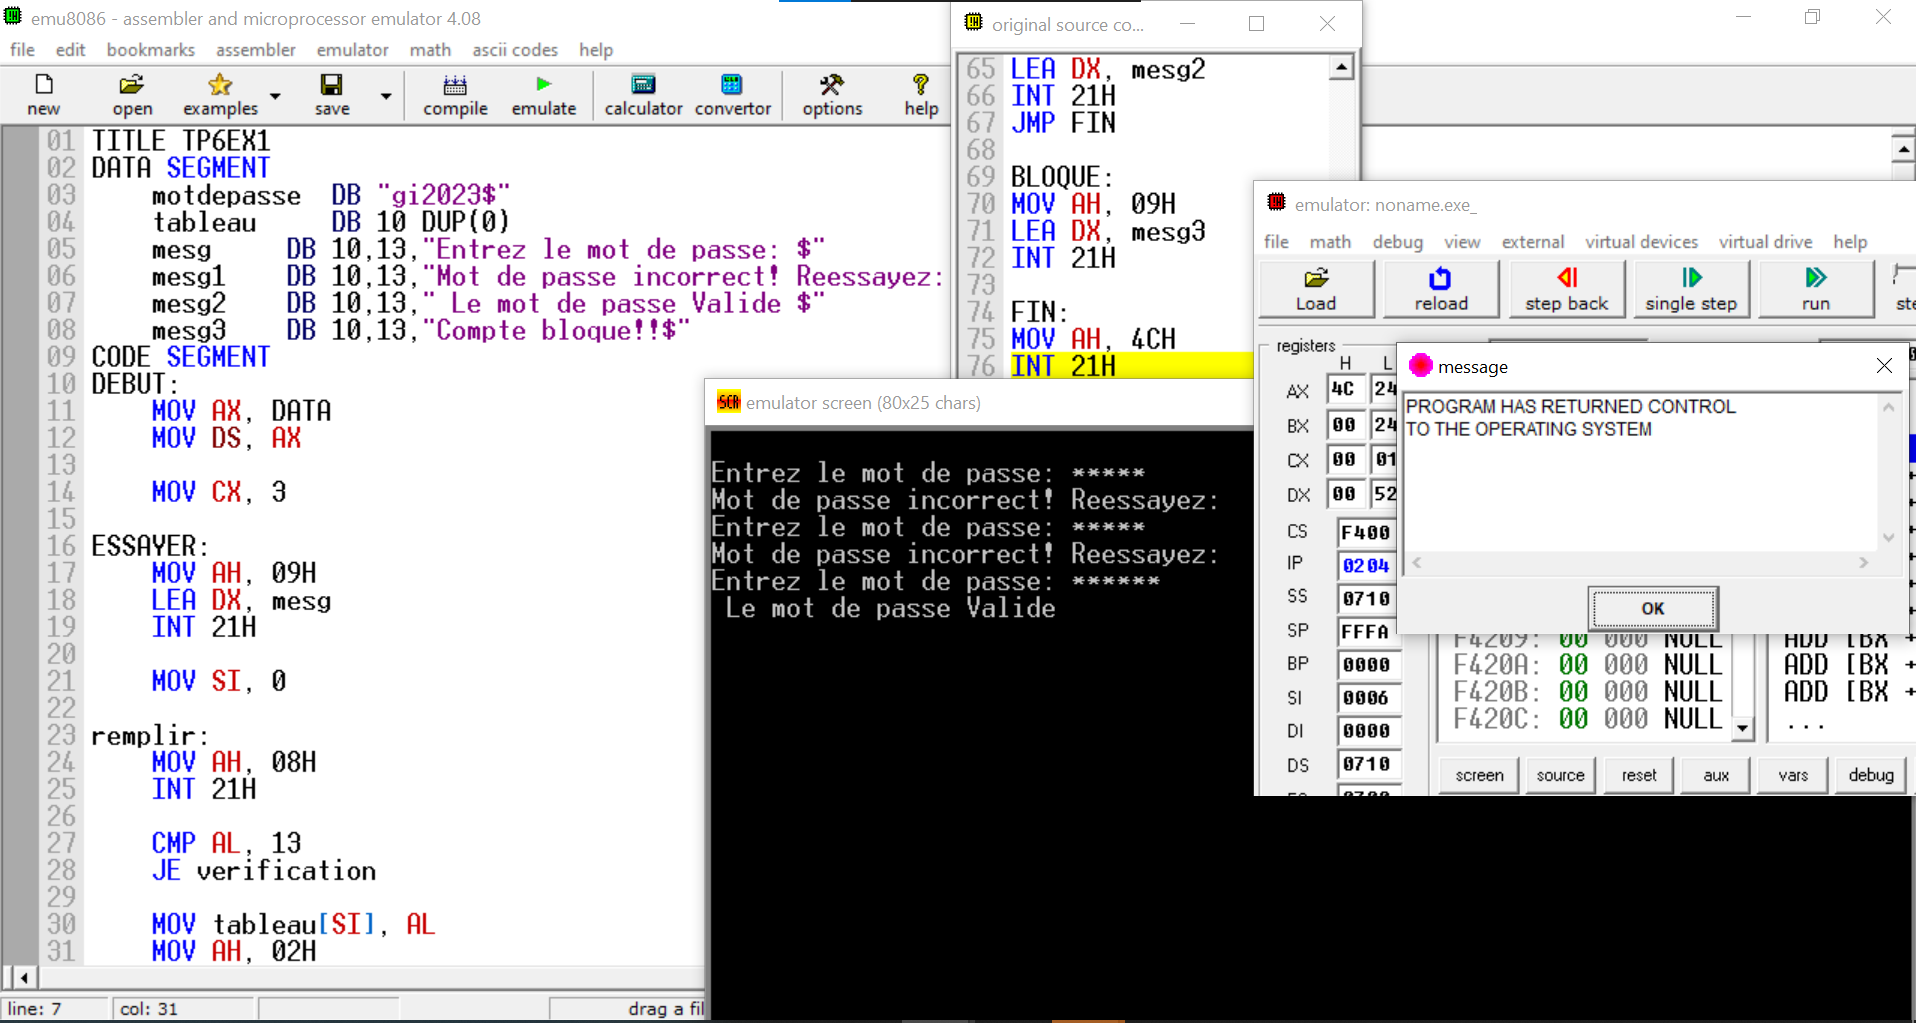 emu8086 - assembler and microprocessor emulator 4.08
file edit bookmarks assembler emulator math ascii codes help
new open examples save compile emulate calculator convertor options help
01 TITLE TP6EX1
02 DATA SEGMENT
03 motdepasse DB "gi2023$"
04 tableau DB 10 DUP(0)
05 mesg DB 10,13,"Entrez le mot de passe: $"
06 mesg1 DB 10,13,"Mot de passe incorrect! Reessayez:
07 mesg2 DB 10,13," Le mot de passe Valide $"
08 mesg3 DB 10,13,"Compte bloque!!$"
09 CODE SEGMENT
10 DEBUT:
11 MOV AX, DATA
12 MOV DS, AX
13
14 MOV CX, 3
15
16 ESSAYER:
17 MOV AH, 09H
18 LEA DX, mesg
19 INT 21H
20
21 MOV SI, 0
22
23 remplir:
24 MOV AH, 08H
25 INT 21H
26
27 CMP AL, 13
28 JE verification
29
30 MOV tableau[SI], AL
31 MOV AH, 02H
line: 7 col: 31 drag a fil
original source co...
65 LEA DX, mesg2
66 INT 21H
67 JMP FIN
68
69 BLOQUE:
70 MOV AH, 09H
71 LEA DX, mesg3
72 INT 21H
73
74 FIN:
75 MOV AH, 4CH
76 INT 21H
emulator screen (80x25 chars)
Entrez le mot de passe: *****
Mot de passe incorrect! Reessayez:
Entrez le mot de passe: *****
Mot de passe incorrect! Reessayez:
Entrez le mot de passe: ******
Le mot de passe Valide
emulator: noname.exe_
file math debug view external virtual devices virtual drive help
Load reload step back single step run ste
registers
H L
AX 4C 24
BX 00 24
CX 00 01
DX 00 52
CS F400
IP 0204
SS 0710
SP FFFA
BP 0000
SI 0006
DI 0000
DS 0710
message
PROGRAM HAS RETURNED CONTROL
TO THE OPERATING SYSTEM
OK
F4209: 00 000 NULL
F420A: 00 000 NULL
F420B: 00 000 NULL
F420C: 00 000 NULL
ADD [BX +
ADD [BX +
ADD [BX +
...
screen source reset aux vars debug